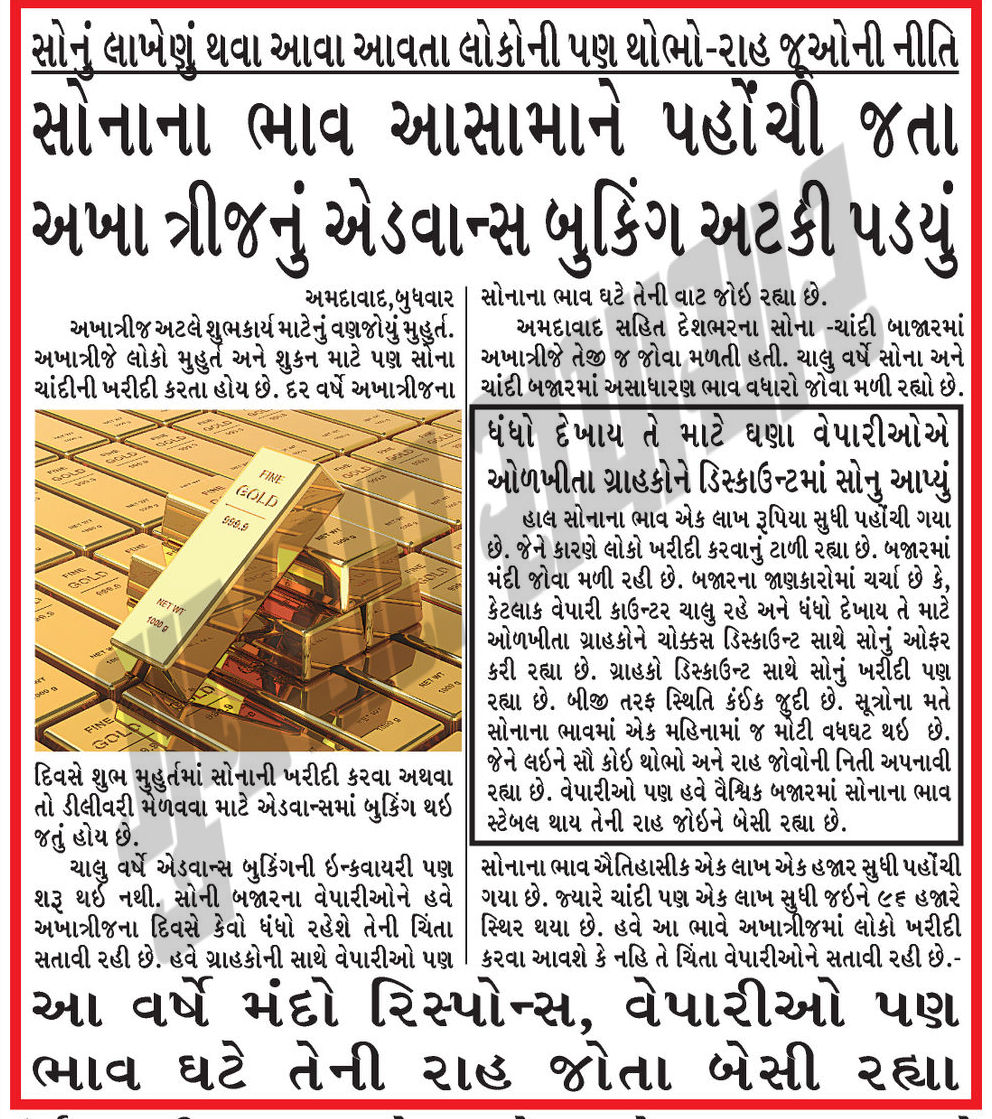 સોનું લાખેણું થવા આવા આવતા લોકોની પણ થોભો-રાહ જૂઓની નીતિ
સોનાના ભાવ આસામાને પહોંચી જતા
અખા ત્રીજનું એડવાન્સ બુકિંગ અટકી પડયું
અમદાવાદ,બુધવાર
અખાત્રીજ અટલે શુભકાર્ય માટેનું વણજોયું મુહુર્ત.
અખાત્રીજે લોકો મુહુર્ત અને શુકન માટે પણ સોના
ચાંદીની ખરીદી કરતા હોય છે. દર વર્ષે અખાત્રીજના
FINE
GOLD
999.9
NET WT
1000 g
દિવસે શુભ મુહુર્તમાં સોનાની ખરીદી કરવા અથવા
તો ડીલીવરી મેળવવા માટે એડવાન્સમાં બુકિંગ થઇ
જતું હોય છે.
ચાલુ વર્ષે એડવાન્સ બુકિંગની ઇન્કવાયરી પણ
શરૂ થઇ નથી. સોની બજારના વેપારીઓને હવે
અખાત્રીજના દિવસે કેવો ધંધો રહેશે તેની ચિંતા
સતાવી રહી છે. હવે ગ્રાહકોની સાથે વેપારીઓ પણ
સોનાના ભાવ ઘટે તેની વાટ જોઇ રહ્યા છે.
અમદાવાદ સહિત દેશભરના સોના -ચાંદી બાજારમાં
અખાત્રીજે તેજી જ જોવા મળતી હતી. ચાલુ વર્ષે સોના અને
ચાંદી બજારમાં અસાધારણ ભાવ વધારો જોવા મળી રહ્યો છે.
ધંધો દેખાય તે માટે ઘણા વેપારીઓએ
ઓળખીતા ગ્રાહકોને ડિસ્કાઉન્ટમાં સોનુ આપ્યું
હાલ સોનાના ભાવ એક લાખ રૂપિયા સુધી પહોંચી ગયા
છે. જેને કારણે લોકો ખરીદી કરવાનું ટાળી રહ્યા છે. બજારમાં
મંદી જોવા મળી રહી છે. બજારના જાણકારોમાં ચર્ચા છે કે,
કેટલાક વેપારી કાઉન્ટર ચાલુ રહે અને ધંધો દેખાય તે માટે
ઓળખીતા ગ્રાહકોને ચોક્કસ ડિસ્કાઉન્ટ સાથે સોનું ઓફર
કરી રહ્યા છે. ગ્રાહકો ડિસ્કાઉન્ટ સાથે સોનું ખરીદી પણ
રહ્યા છે. બીજી તરફ સ્થિતિ કંઈક જુદી છે. સૂત્રોના મતે
સોનાના ભાવમાં એક મહિનામાં જ મોટી વધઘટ થઇ છે.
જેને લઇને સૌ કોઇ થોભો અને રાહ જોવોની નિતી અપનાવી
રહ્યા છે. વેપારીઓ પણ હવે વૈશ્વિક બજારમાં સોનાના ભાવ
સ્ટેબલ થાય તેની રાહ જોઇને બેસી રહ્યા છે.
સોનાના ભાવ ઐતિહાસીક એક લાખ એક હજાર સુધી પહોંચી
ગયા છે. જ્યારે ચાંદી પણ એક લાખ સુધી જઇને ૯૬ હજારે
સ્થિર થયા છે. હવે આ ભાવે અખાત્રીજમાં લોકો ખરીદી
કરવા આવશે કે નહિ તે ચિંતા વેપારીઓને સતાવી રહી છે.-
આ વર્ષે મંદો રિસ્પોન્સ, વેપારીઓ પણ
ભાવ ઘટે તેની રાહ જોતા બેસી રહ્યા